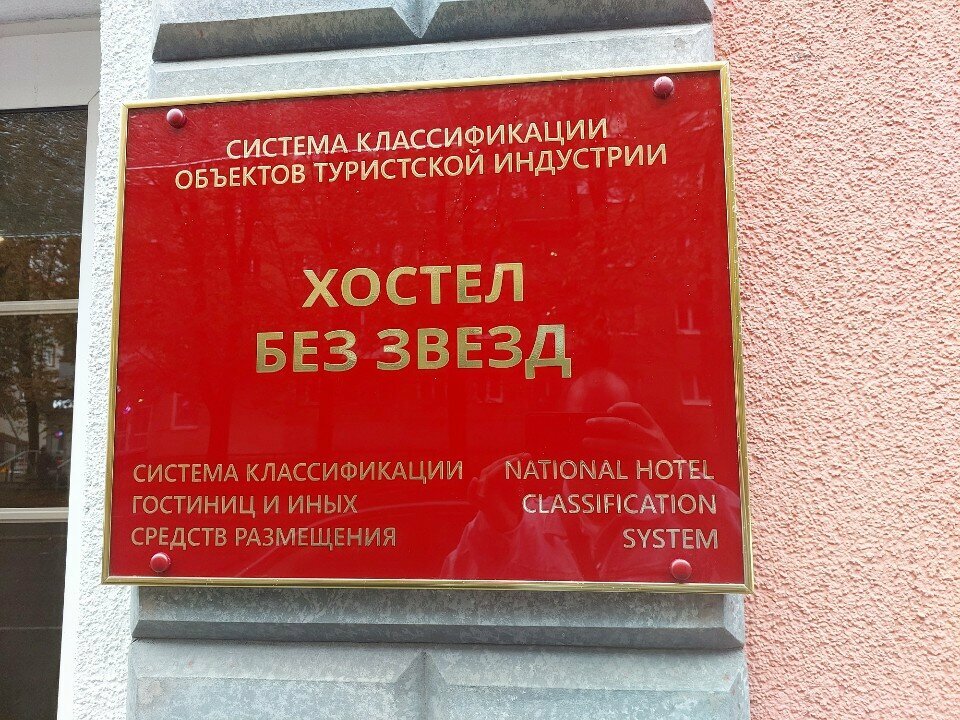 СИСТЕМА КЛАССИФИКАЦИИ
ОБЪЕКТОВ ТУРИСТСКОЙ ИНДУСТРИИ
ХОСТЕЛ
БЕЗ ЗВЕЗД
СИСТЕМА КЛАССИФИКАЦИИ
ГОСТИНИЦ И ИНЫХ
СРЕДСТВ РАЗМЕЩЕНИЯ
NATIONAL HOTEL
CLASSIFICATION
SYSTEM